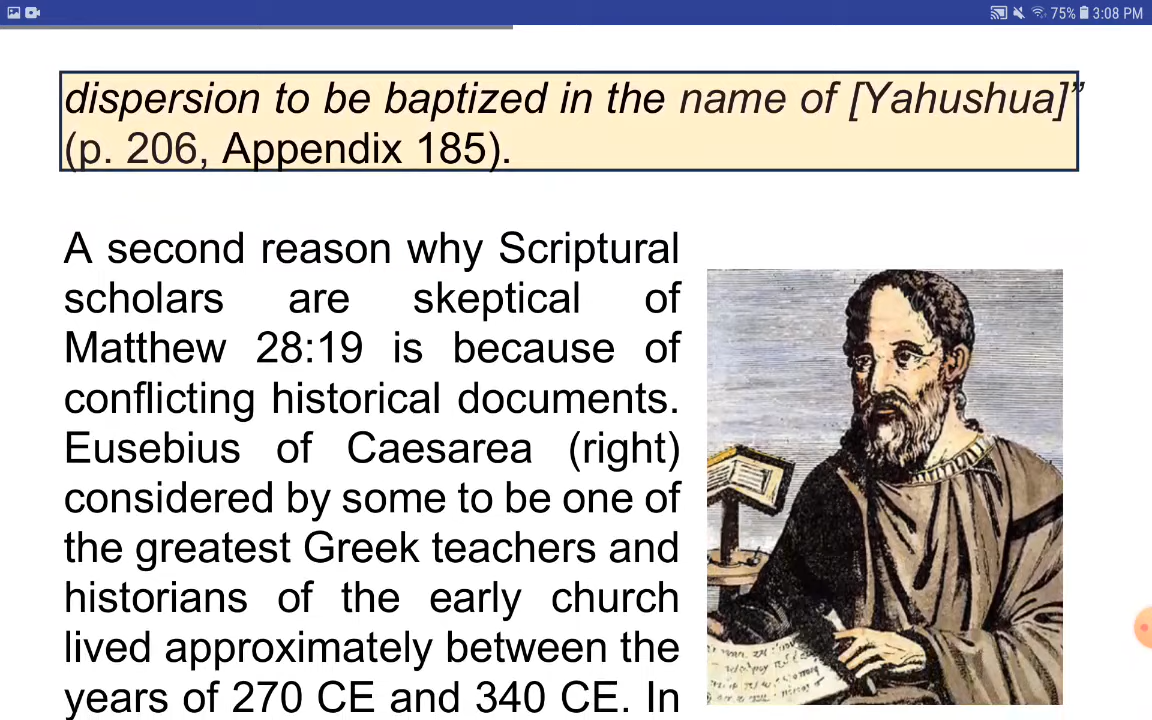 75% 3:08 PM
dispersion to be baptized in the name of [Yahushua]”
(p. 206, Appendix 185).
A second reason why Scriptural
scholars are skeptical of
Matthew 28:19 is because of
conflicting historical documents.
Eusebius of Caesarea (right)
considered by some to be one of
the greatest Greek teachers and
historians of the early church
lived approximately between the
years of 270 CE and 340 CE. In